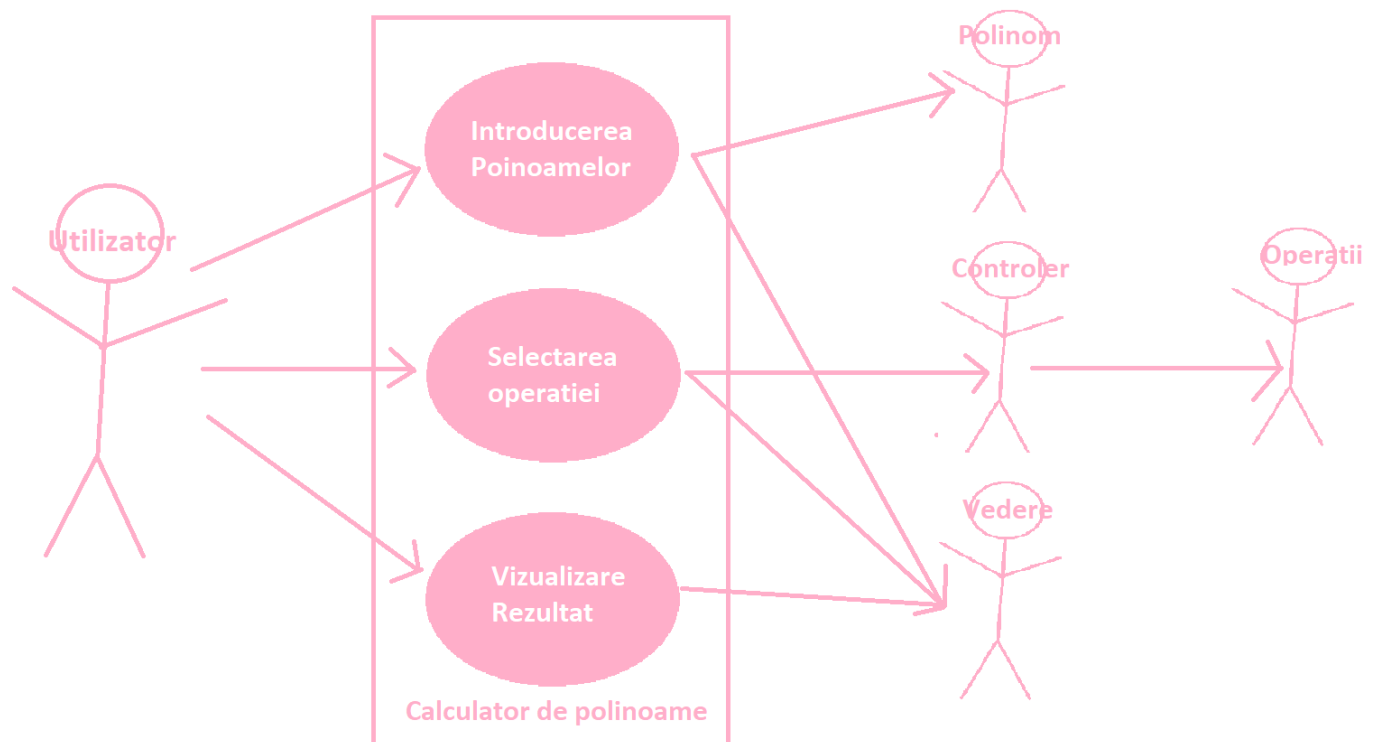 Utilizator
Introducerea
Poinoamelor
Selectarea
operatiei
Vizualizare
Rezultat
Calculator de polinoame
Polinom
Controler
Operatii
Vedere